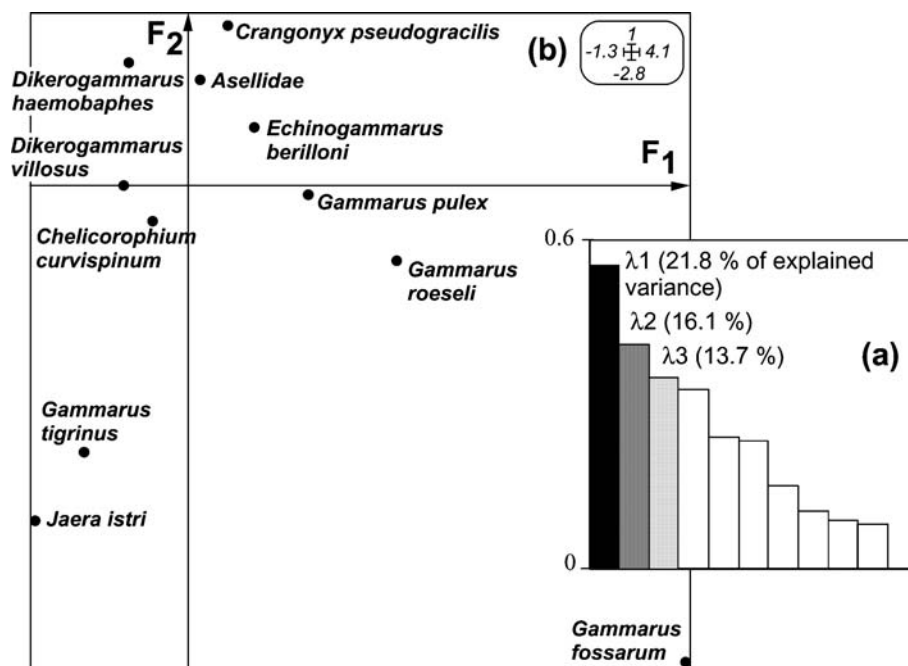 F2
Crangonyx pseudogracilis
(b)
1
-1.3 4.1
-2.8
Dikerogammarus
haemobaphes
Asellidae
Echinogammarus
berilloni
Dikerogammarus
villosus
F1
Gammarus pulex
Chelicorophium
curvispinum
Gammarus
roeseli
0.6
λ1 (21.8 % of explained
variance)
λ2 (16.1 %)
λ3 (13.7 %)
(a)
Gammarus
tigrinus
Jaera istri
0
Gammarus
fossarum